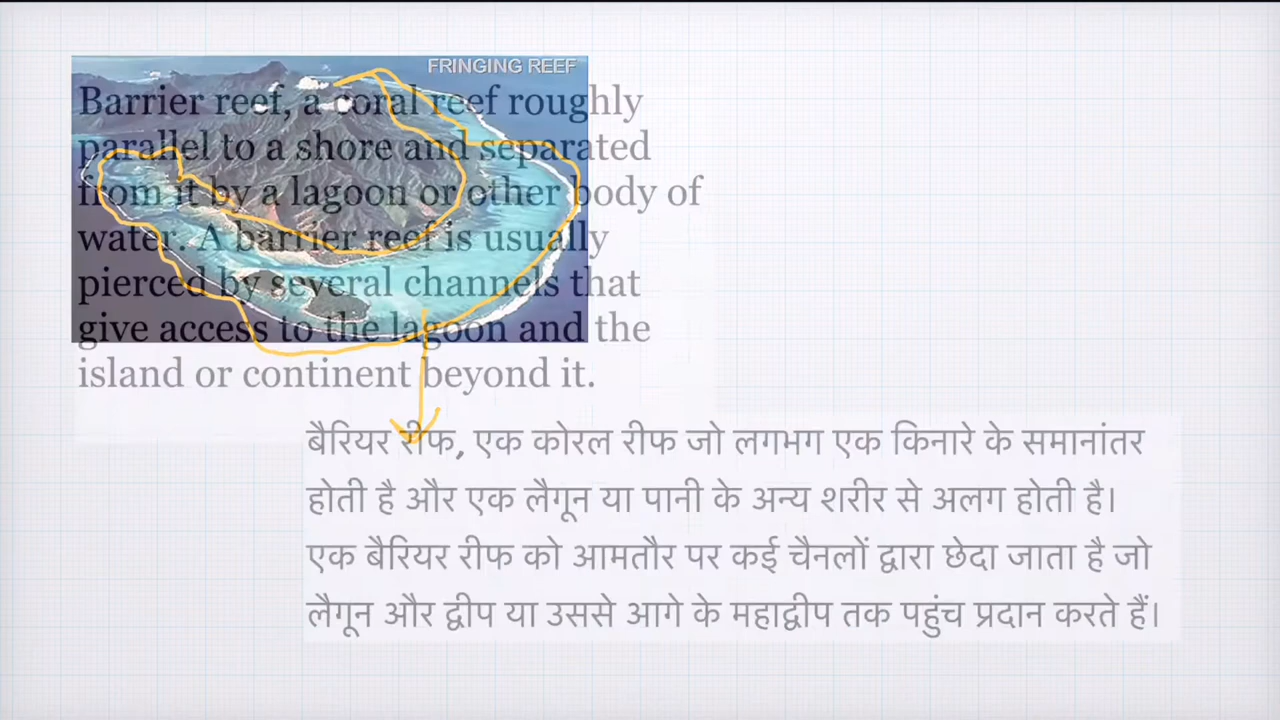 FRINGING REEF
Barrier reef, a coral reef roughly
parallel to a shore and separated
from it by a lagoon or other body of
water. A barrier reef is usually
pierced by several channels that
give access to the lagoon and the
island or continent beyond it.
बैरियर रीफ, एक कोरल रीफ जो लगभग एक किनारे के समानांतर
होती है और एक लैगून या पानी के अन्य शरीर से अलग होती है।
एक बैरियर रीफ को आमतौर पर कई चैनलों द्वारा छेदा जाता है जो
लैगून और द्वीप या उससे आगे के महाद्वीप तक पहुंच प्रदान करते हैं।